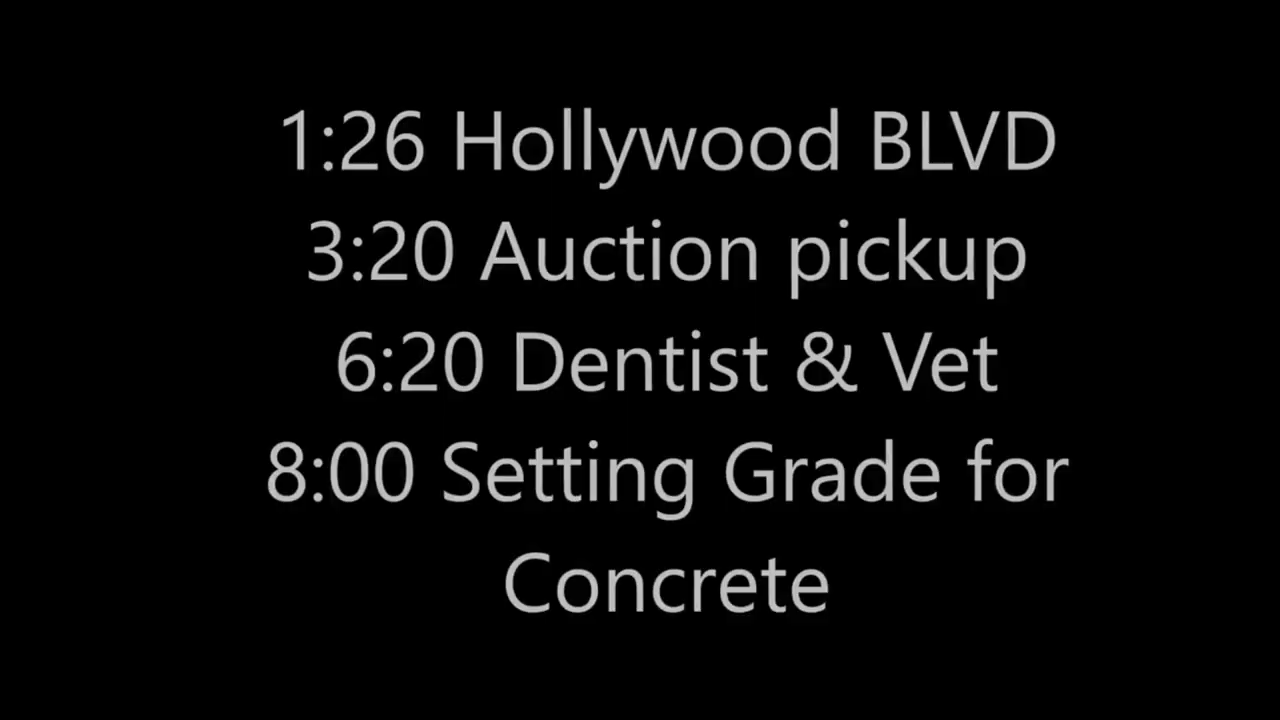 1:26 Hollywood BLVD
3:20 Auction pickup
6:20 Dentist & Vet
8:00 Setting Grade for
Concrete